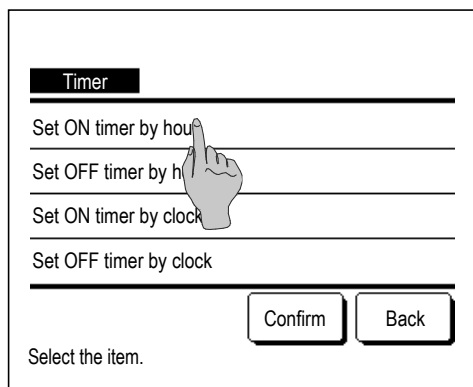 Timer
Set ON timer by hou
Set OFF timer by h
Set ON timer by clock
Set OFF timer by clock
Confirm Back
Select the item.